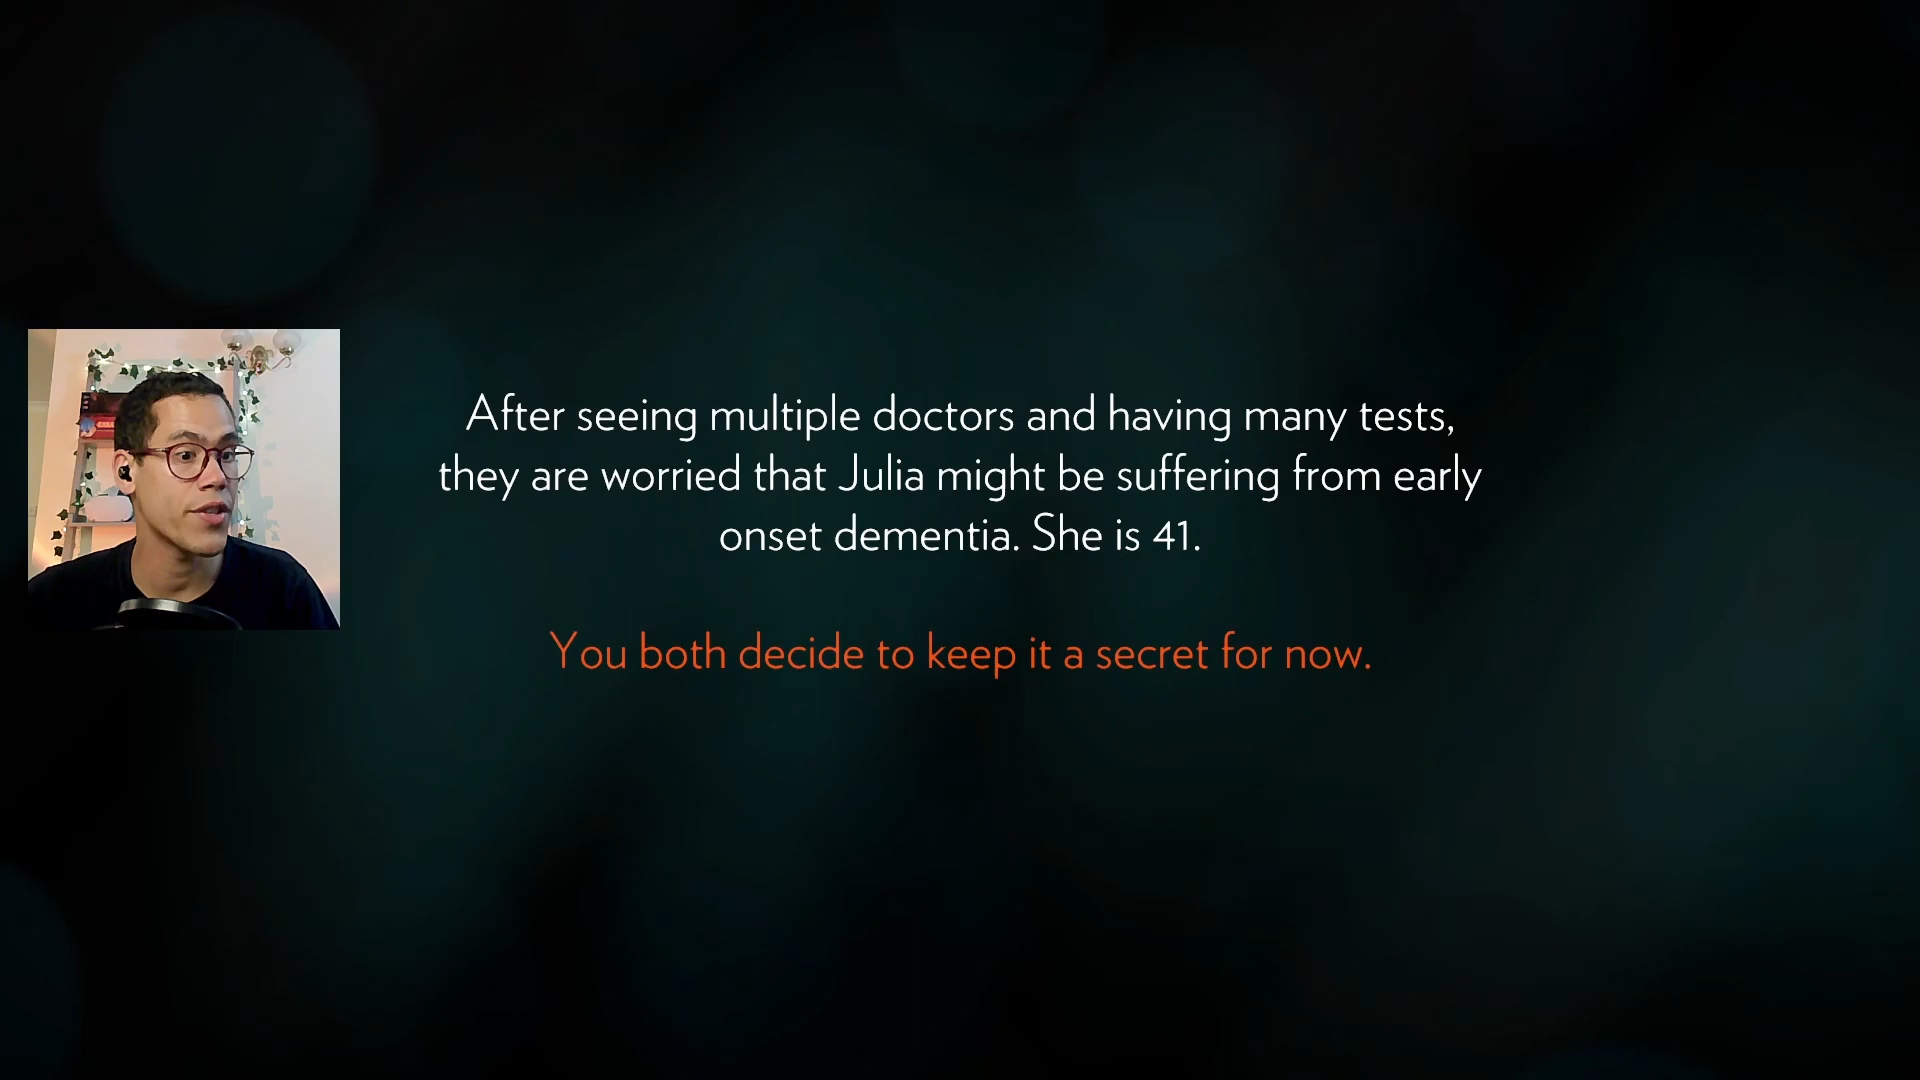 After seeing multiple doctors and having many tests,
they are worried that Julia might be suffering from early
onset dementia. She is 41.
You both decide to keep it a secret for now.